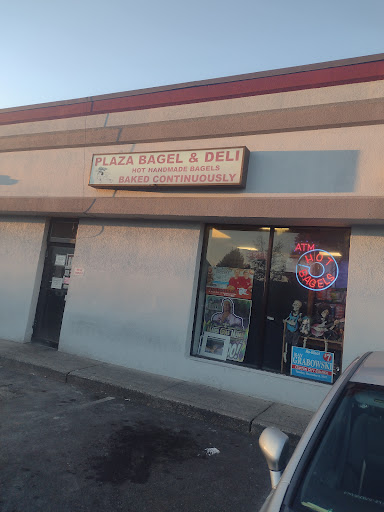 PLAZA BAGEL & DELI
HOT HANDMADE BAGELS
BAKED CONTINUOUSLY
ATM
HOT
BAGELS
GRABOWSKI